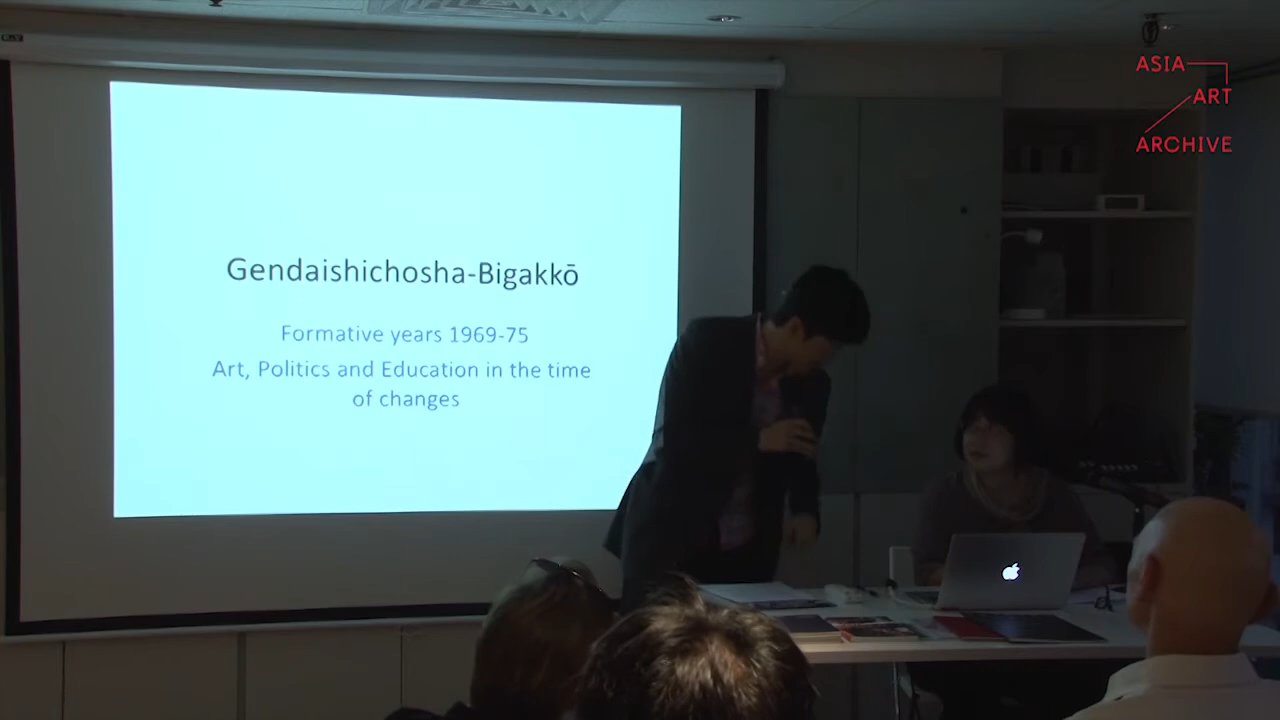 Gendaishichosha-Bigakkō
Formative years 1969-75
Art, Politics and Education in the time
of changes
ASIA
ART
ARCHIVE